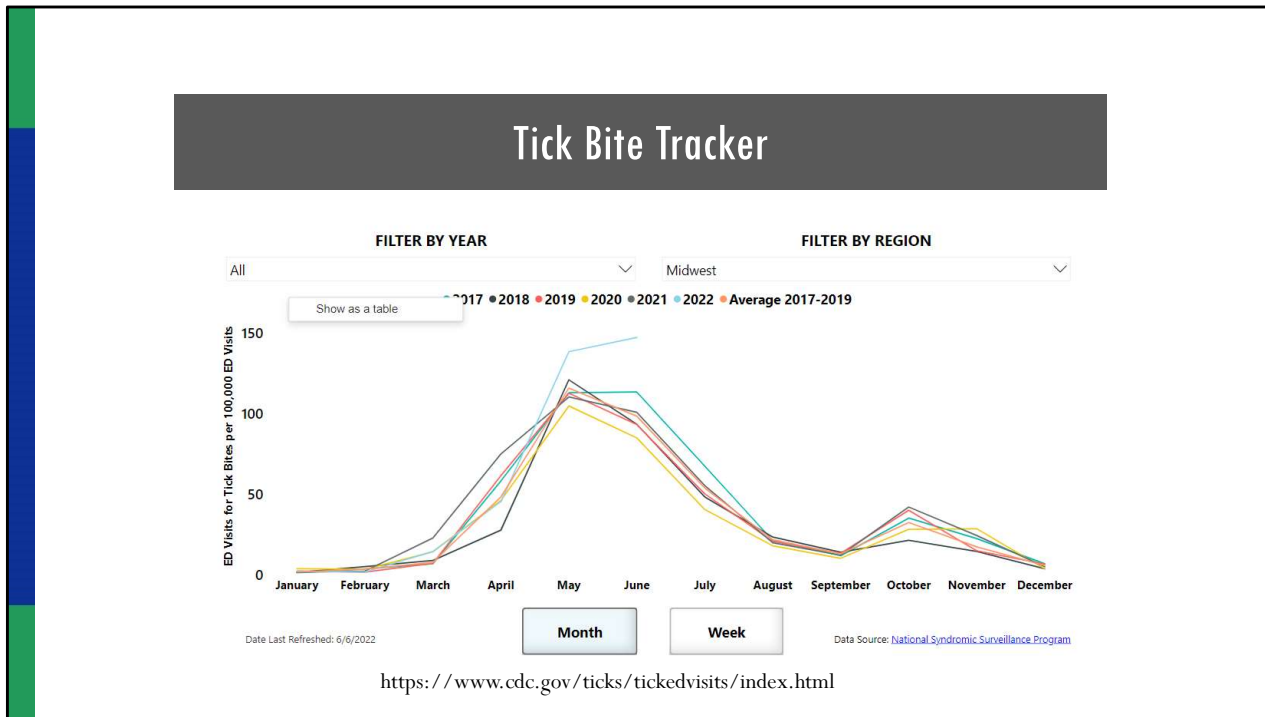 Tick Bite Tracker
FILTER BY YEAR
FILTER BY REGION
All
Midwest
Show as a table
2017 2018 2019 2020 2021 2022 Average 2017-2019
ED Visits for Tick Bites per 100,000 ED Visits
150
100
50
0
January February March April May June July August September October November December
Month
Week
Date Last Refreshed: 6/6/2022
Data Source: National Syndromic Surveillance Program
https://www.cdc.gov/ticks/tickedvisits/index.html